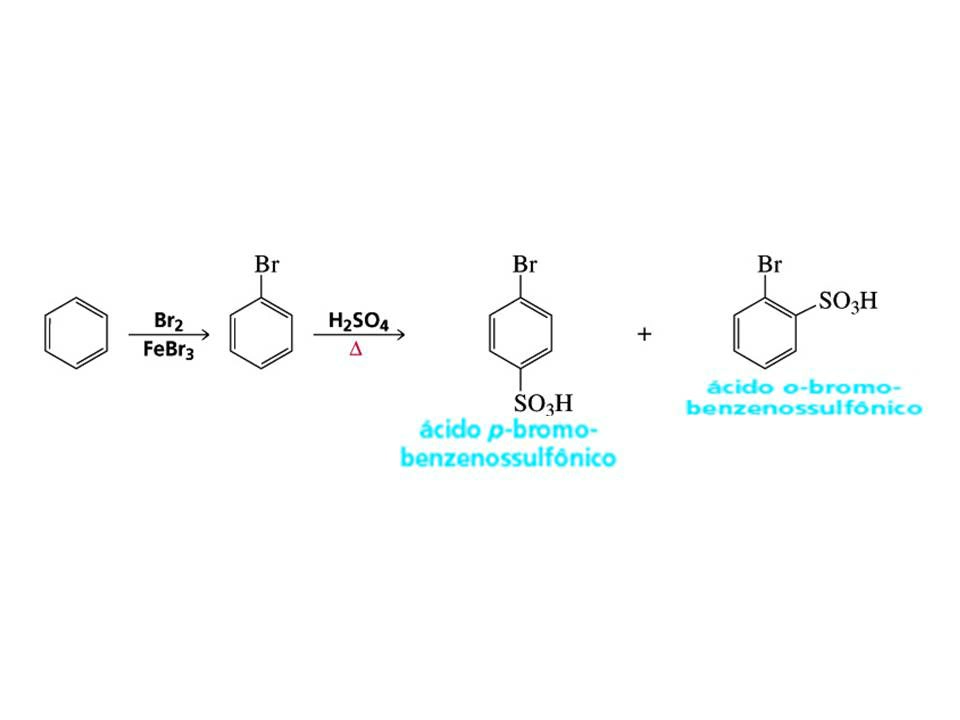 Br
Br
Br
Br₂
FeBr₃
H₂SO₄
Δ
+
SO₃H
SO₃H
ácido p-bromo-
benzenossulfônico
ácido o-bromo-
benzenossulfônico